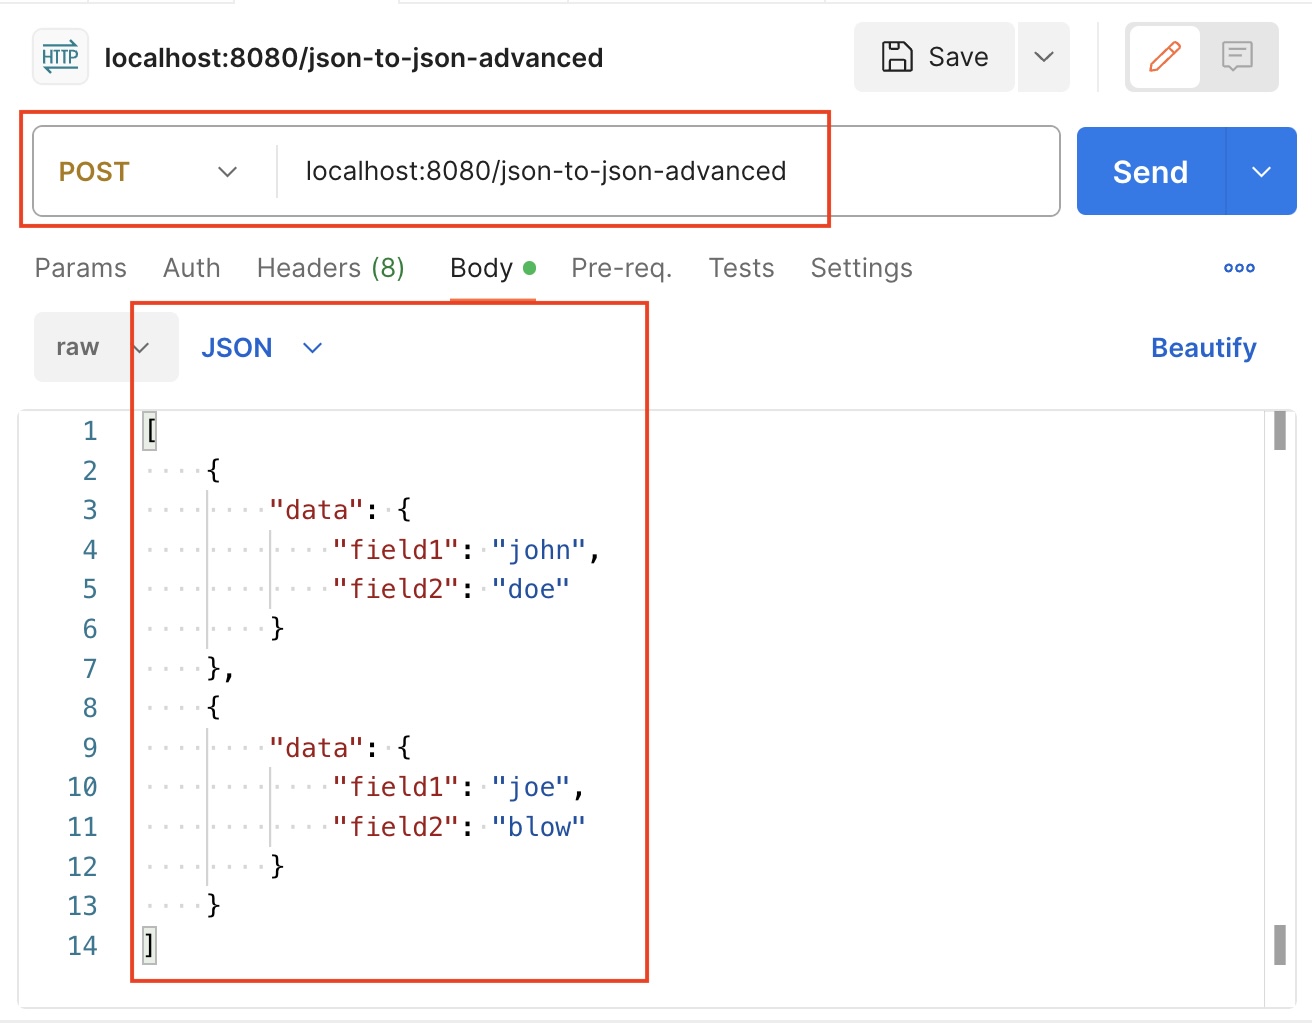 HTTP localhost:8080/json-to-json-advanced Save
POST localhost:8080/json-to-json-advanced Send
Params Auth Headers (8) Body Pre-req. Tests Settings
raw JSON Beautify
1 [
2 {
3 "data": {
4 "field1": "john",
5 "field2": "doe"
6 }
7 },
8 {
9 "data": {
10 "field1": "joe",
11 "field2": "blow"
12 }
13 }
14 ]